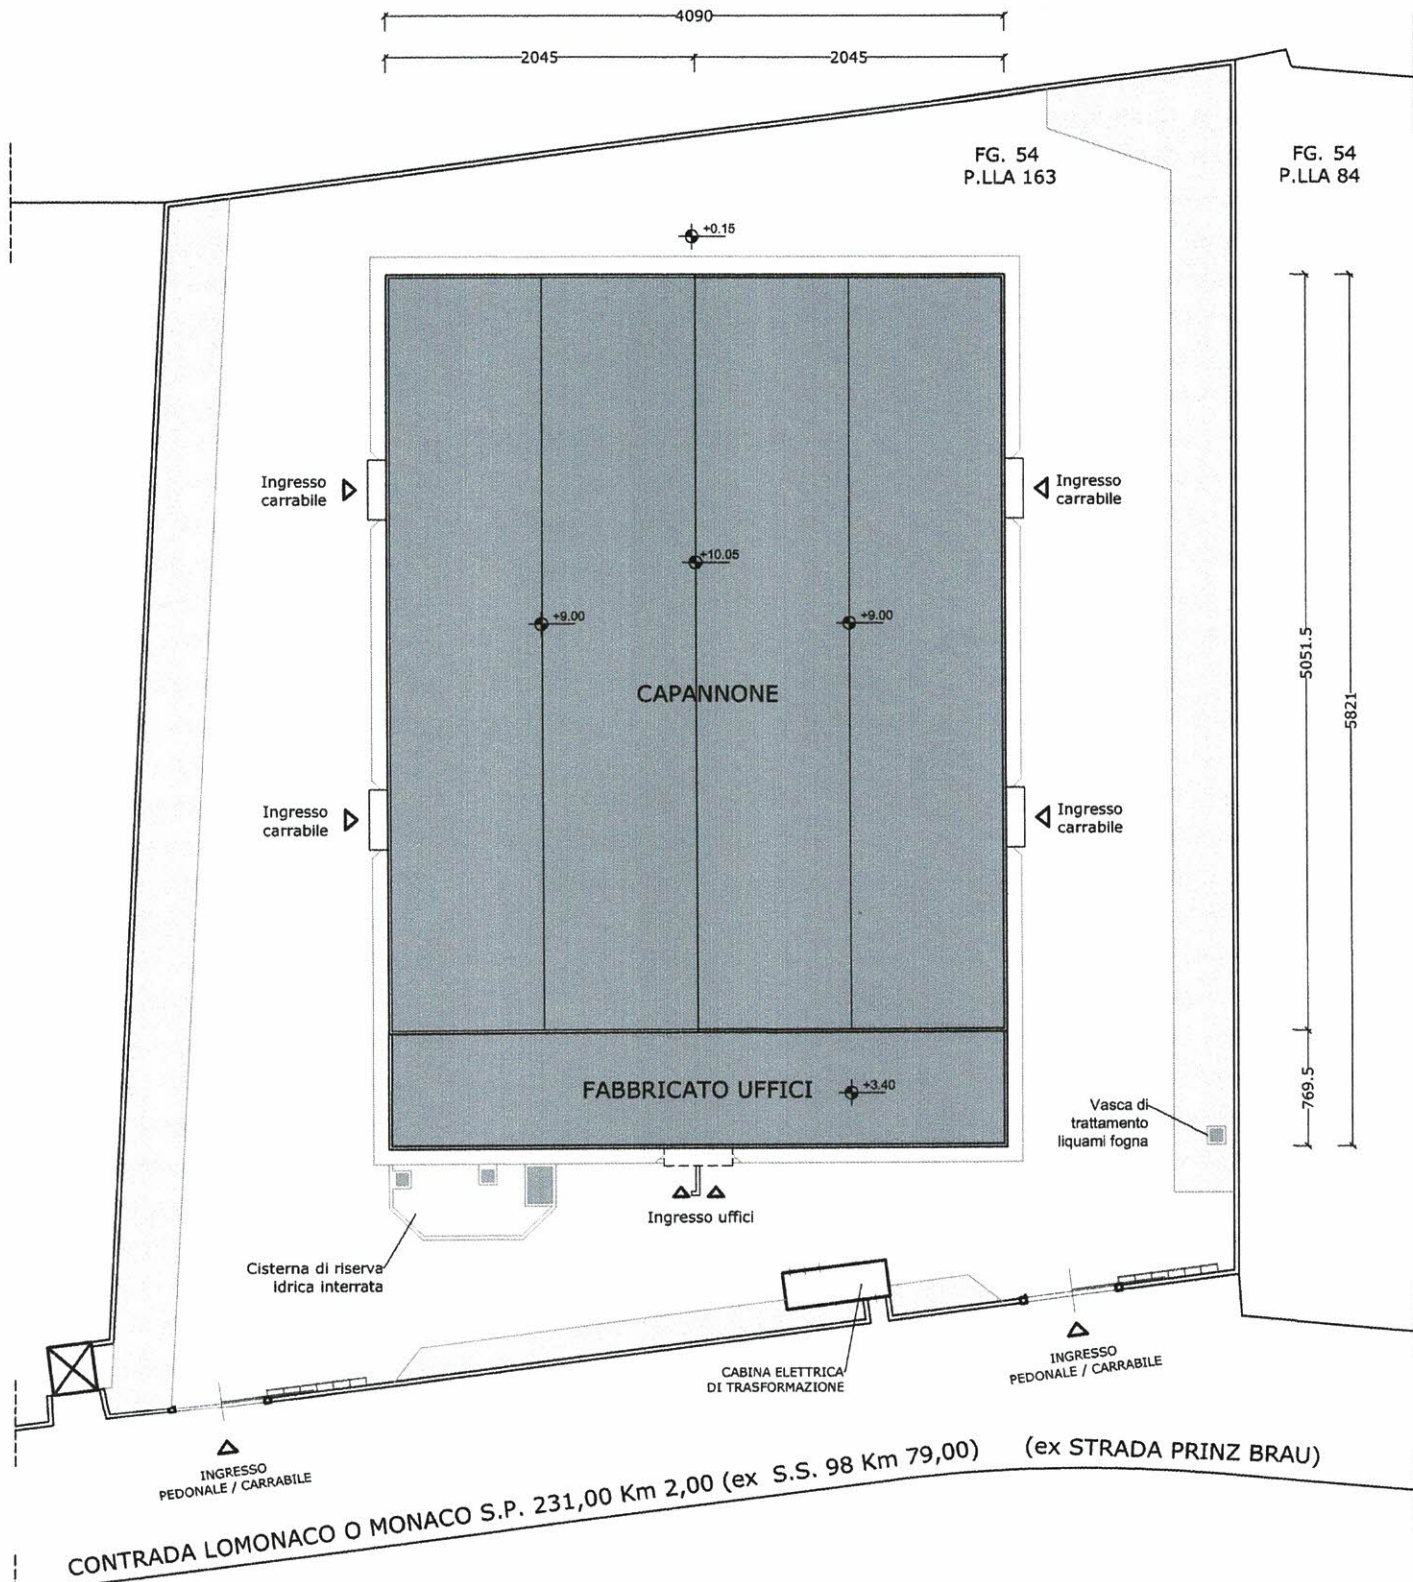 4090
2045
2045
FG. 54
P.LLA 163
FG. 54
P.LLA 84
+0.15
Ingresso
carrabile
Ingresso
carrabile
+10.05
+9.00
+9.00
CAPANNONE
5051.5
5821
Ingresso
carrabile
Ingresso
carrabile
FABBRICATO UFFICI
+3.40
769.5
Vasca di
trattamento
liquami fogna
Ingresso uffici
Cisterna di riserva
idrica interrata
CABINA ELETTRICA
DI TRASFORMAZIONE
INGRESSO
PEDONALE / CARRABILE
INGRESSO
PEDONALE / CARRABILE
CONTRADA LOMONACO O MONACO S.P. 231,00 Km 2,00 (ex S.S. 98 Km 79,00) (ex STRADA PRINZ BRAU)